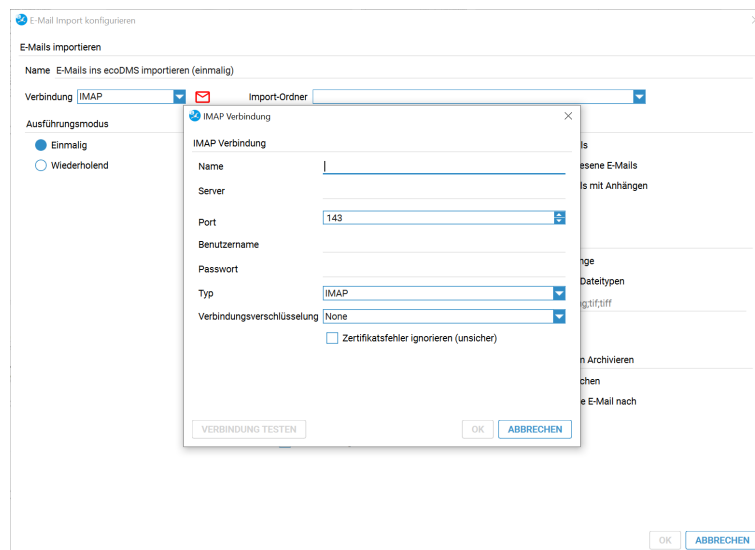 E-Mail Import konfigurieren
E-Mails importieren
Name E-Mails ins ecoDMS importieren (einmalig)
Verbindung IMAP Import-Ordner
Ausführungsmodus
Einmalig
Wiederholend
IMAP Verbindung
IMAP Verbindung
Name
Server
Port 143
Benutzername
Passwort
Typ IMAP
Verbindungsverschlüsselung None
Zertifikatsfehler ignorieren (unsicher)
VERBINDUNG TESTEN OK ABBRECHEN
ls
esene E-Mails
ls mit Anhängen
nge
Dateitypen
g;tif;tiff
n Archivieren
chen
e E-Mail nach
OK ABBRECHEN